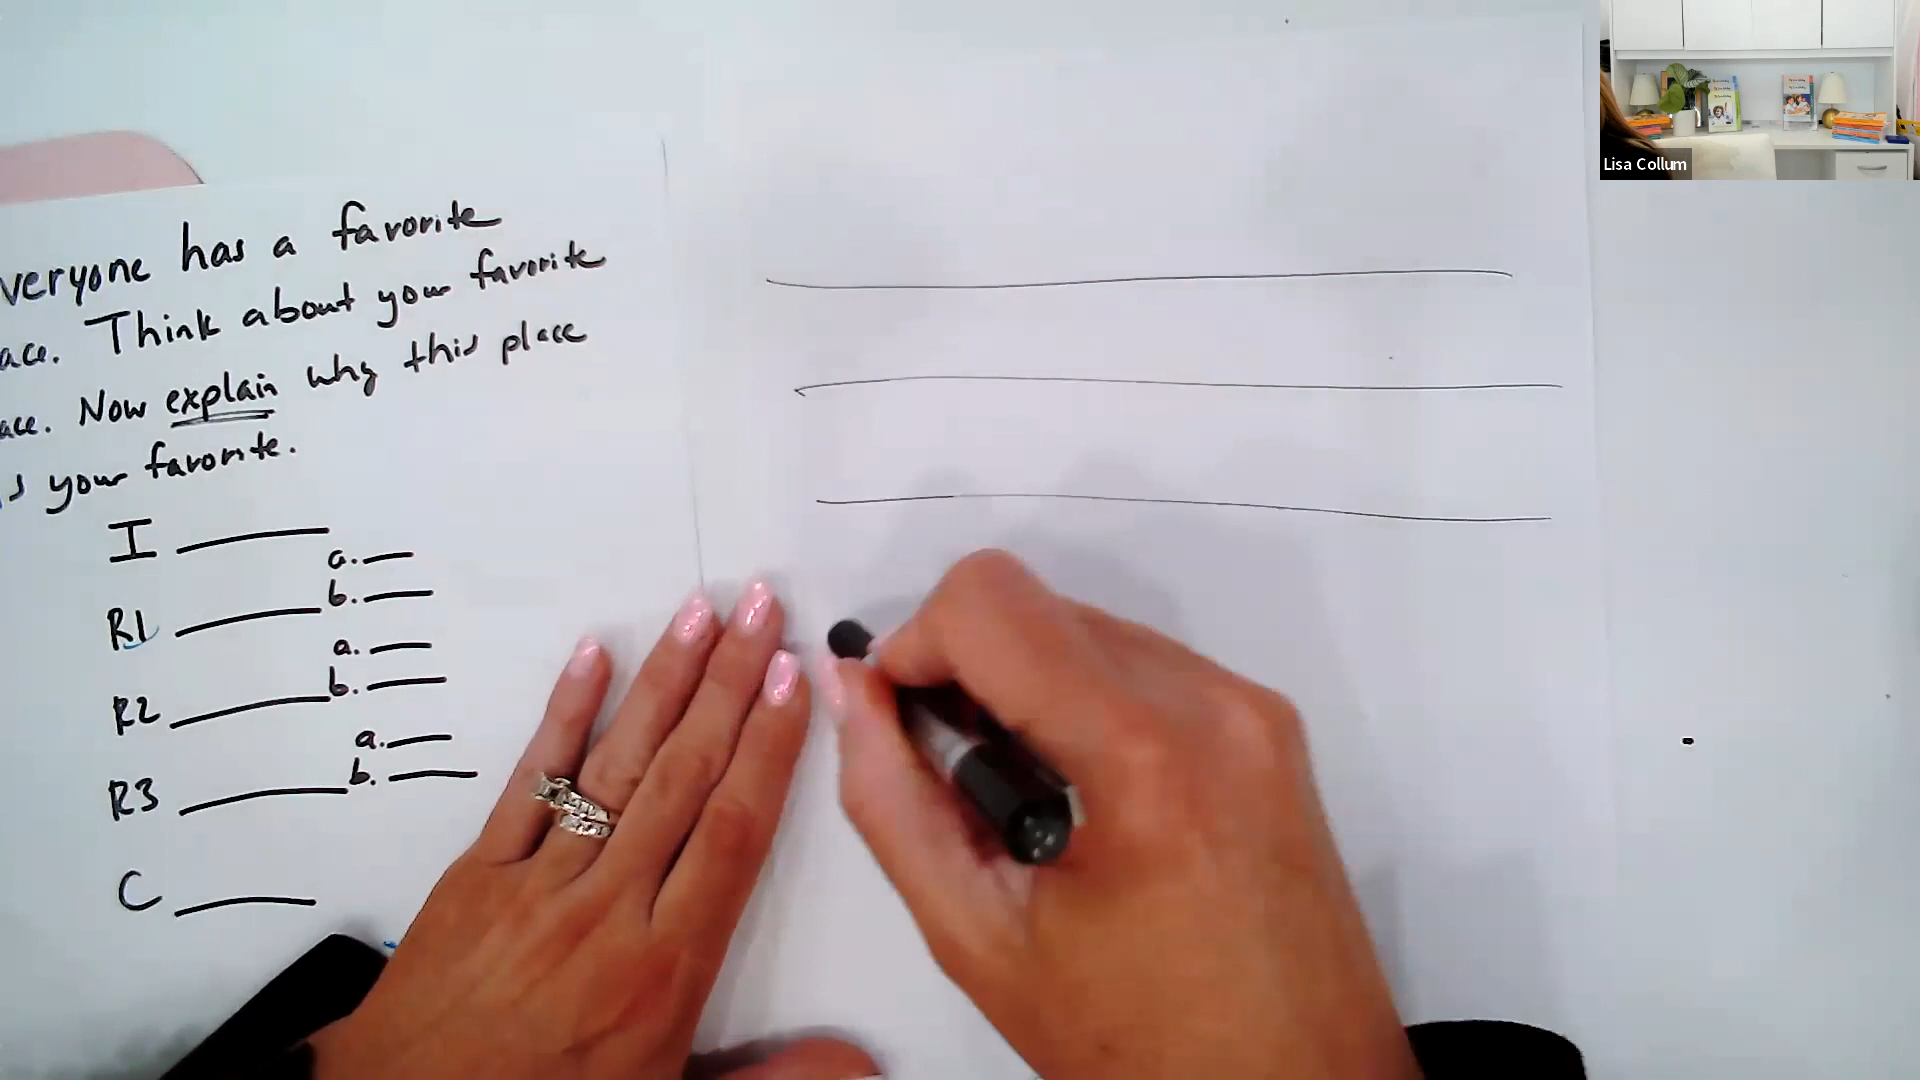 veryone has a favorite
ace. Think about your favorite
ace. Now explain why this place
is your favorite.
I
a.
b.
R1
a.
b.
R2
a.
b.
R3
C
Lisa Collum